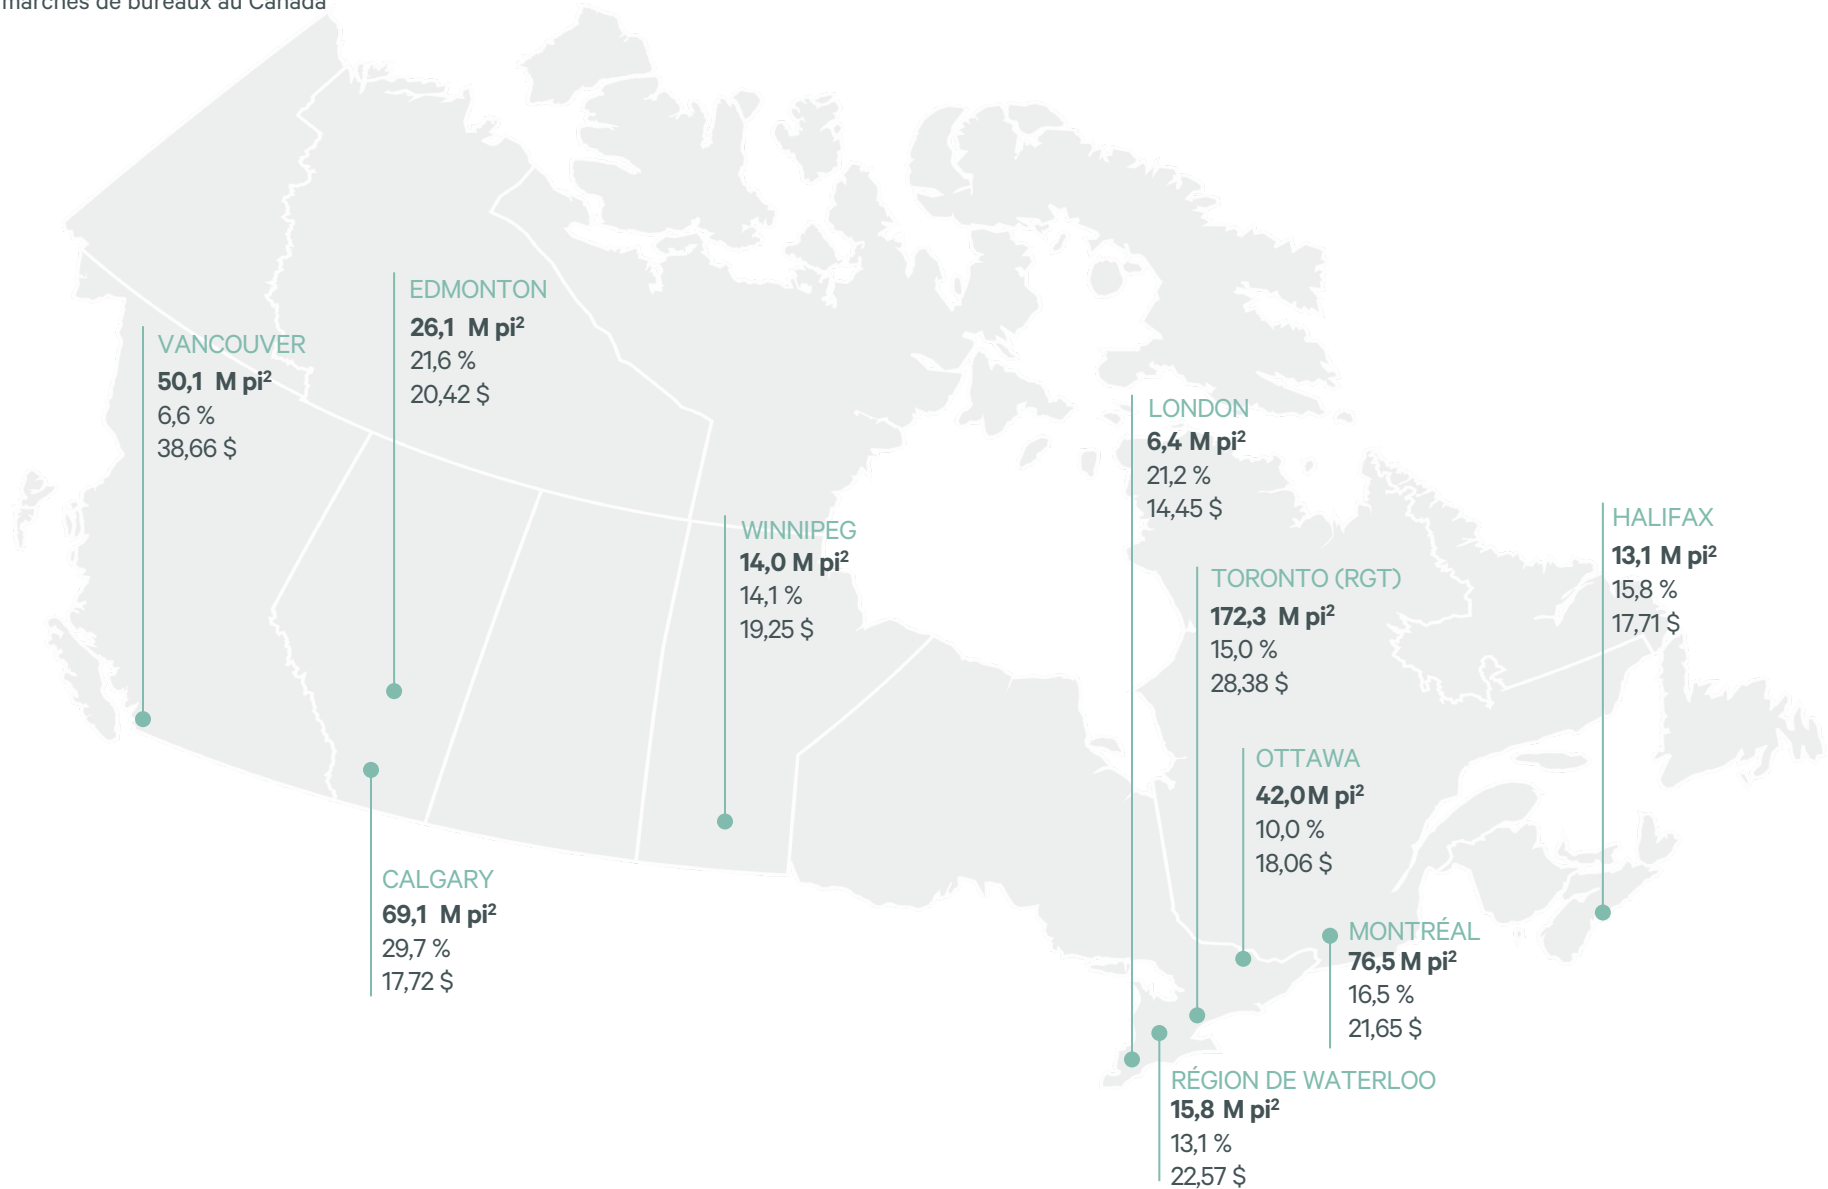 marchés de bureaux au Canada
EDMONTON
26,1 M pi²
21,6 %
20,42 $
VANCOUVER
50,1 M pi²
6,6 %
38,66 $
LONDON
6,4 M pi²
21,2 %
14,45 $
WINNIPEG
14,0 M pi²
14,1 %
19,25 $
HALIFAX
13,1 M pi²
15,8 %
17,71 $
TORONTO (RGT)
172,3 M pi²
15,0 %
28,38 $
OTTAWA
42,0 M pi²
10,0 %
18,06 $
CALGARY
69,1 M pi²
29,7 %
17,72 $
MONTRÉAL
76,5 M pi²
16,5 %
21,65 $
RÉGION DE WATERLOO
15,8 M pi²
13,1 %
22,57 $